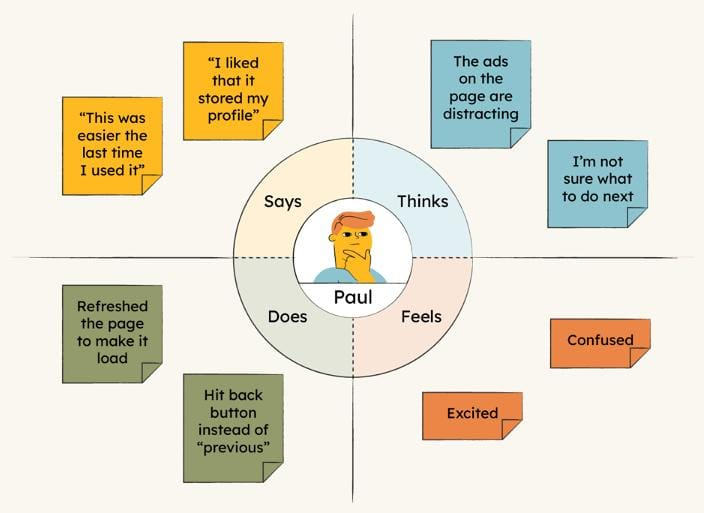 “I liked
that it
stored my
profile”
“This was
easier the
last time
I used it”
The ads
on the
page are
distracting
I’m not
sure what
to do next
Says
Thinks
Paul
Does
Feels
Refreshed
the page
to make it
load
Hit back
button
instead of
“previous”
Confused
Excited